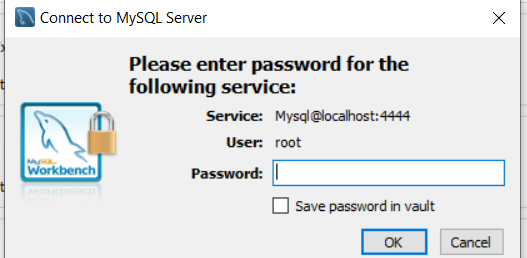 Connect to MySQL Server
Please enter password for the
following service:
Service: Mysql@localhost:4444
User: root
MySQL
Workbench
Password:
Save password in vault
OK Cancel